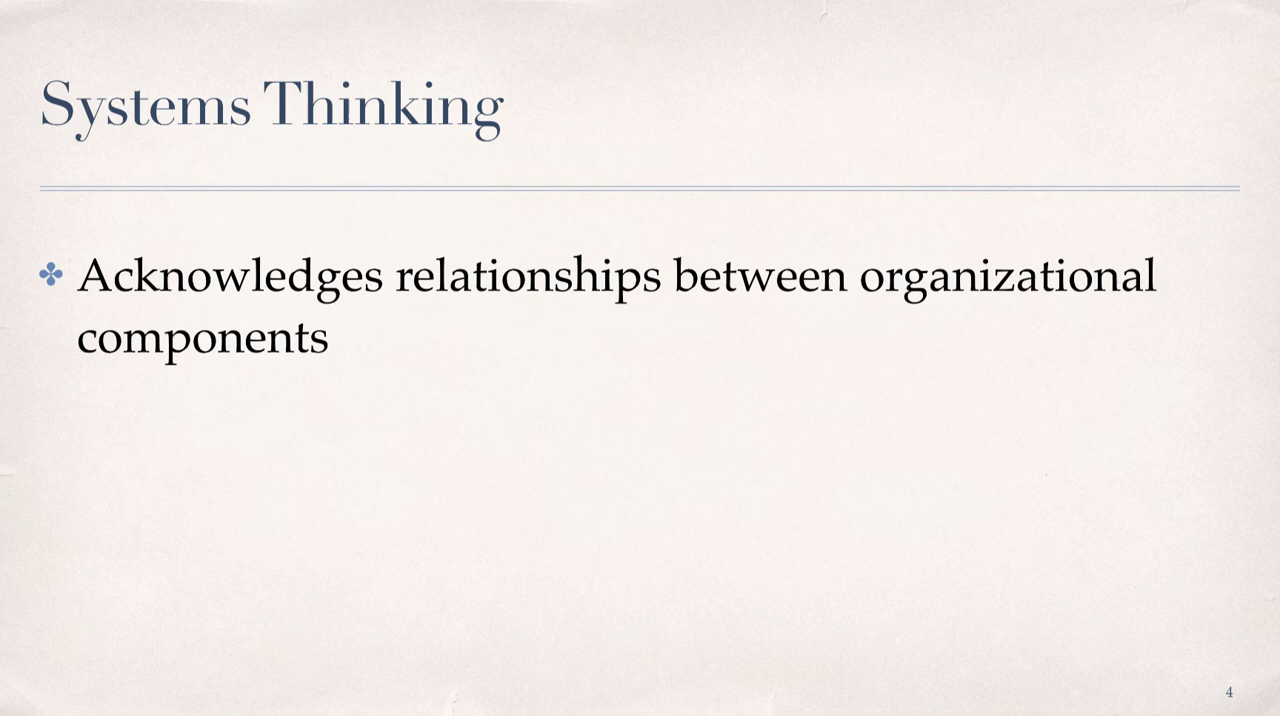 Systems Thinking
✤ Acknowledges relationships between organizational
components
4